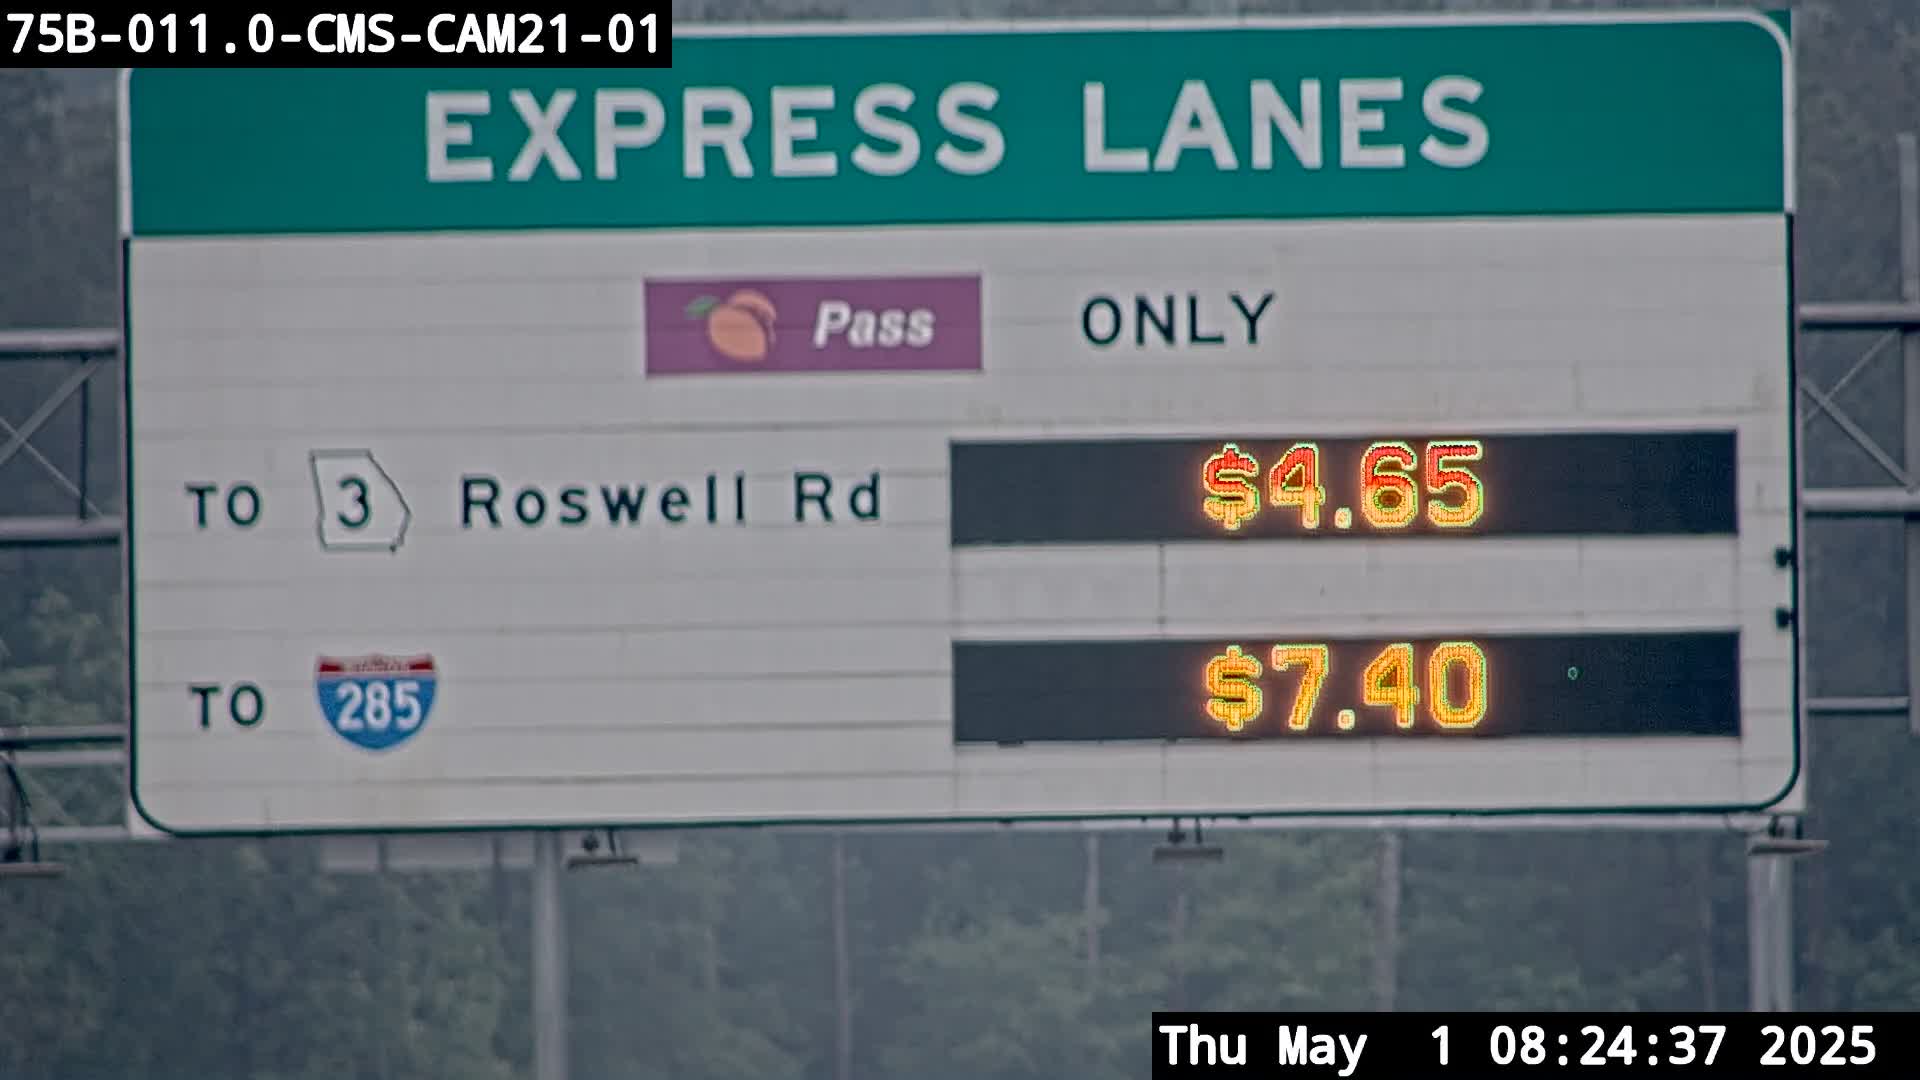 75B-011.0-CMS-CAM21-01
EXPRESS LANES
Pass ONLY
TO 3 Roswell Rd $4.65
TO 285 $7.40
Thu May 1 08:24:37 2025